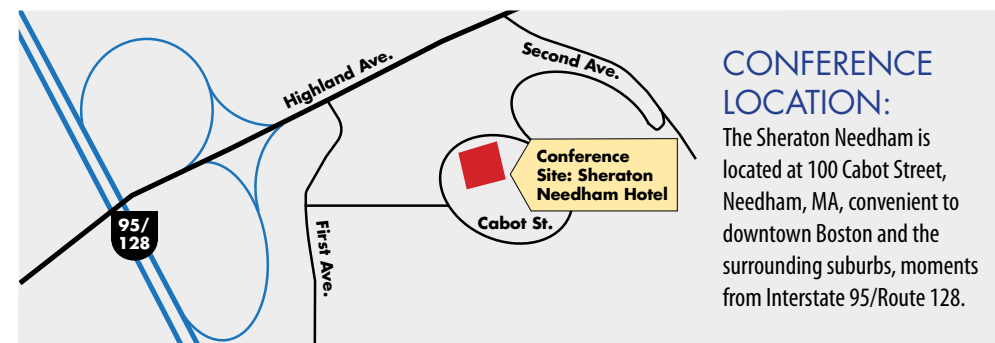 Highland Ave.
Second Ave.
95/
128
First Ave.
Cabot St.
Conference
Site: Sheraton
Needham Hotel
CONFERENCE
LOCATION:
The Sheraton Needham is
located at 100 Cabot Street,
Needham, MA, convenient to
downtown Boston and the
surrounding suburbs, moments
from Interstate 95/Route 128.